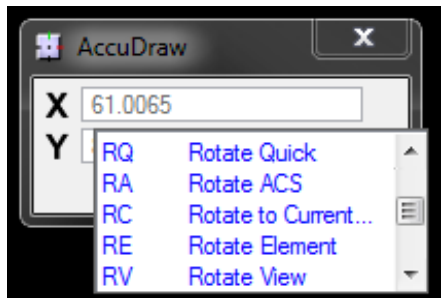 AccuDraw
X 61.0065
Y
RQ Rotate Quick
RA Rotate ACS
RC Rotate to Current...
RE Rotate Element
RV Rotate View